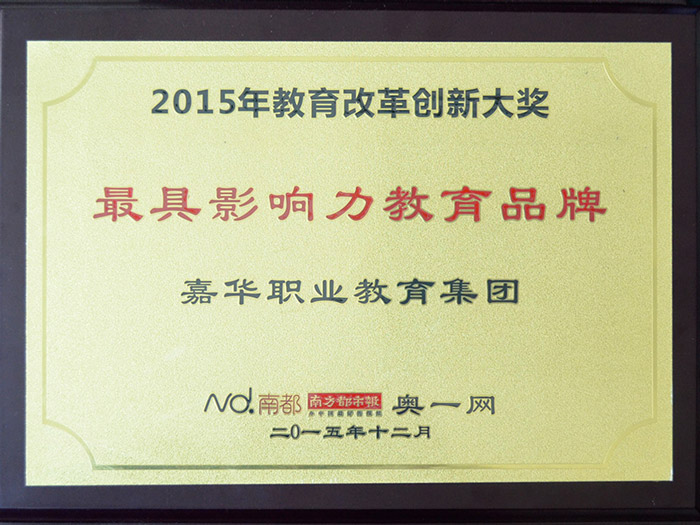 2015年教育改革创新大奖
最具影响力教育品牌
嘉华职业教育集团
Nd.南都 南方都市報 奥一网
二〇一五年十二月